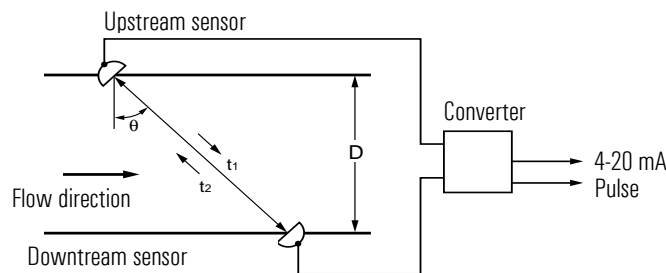 Upstream sensor
Converter
θ
D
t1
t2
4-20 mA
Pulse
Flow direction
Downtream sensor